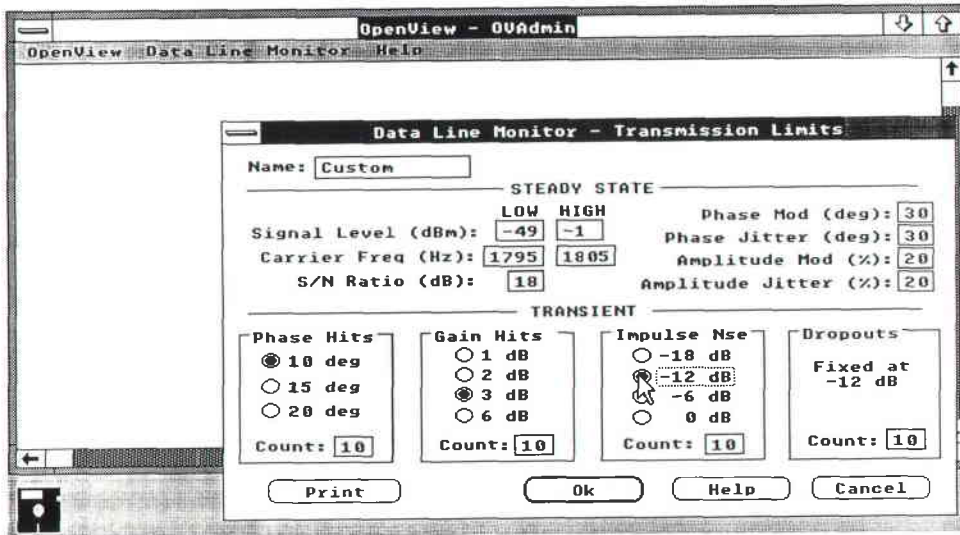 OpenView - OVAdmin
OpenView Data Line Monitor Help
Data Line Monitor - Transmission Limits
Name: Custom
STEADY STATE
LOW HIGH
Signal Level (dBm): -49 -1
Carrier Freq (Hz): 1795 1805
S/N Ratio (dB): 18
Phase Mod (deg): 30
Phase Jitter (deg): 30
Amplitude Mod (%): 20
Amplitude Jitter (%): 20
TRANSIENT
Phase Hits
10 deg
15 deg
20 deg
Count: 10
Gain Hits
1 dB
2 dB
3 dB
6 dB
Count: 10
Impulse Nse
-18 dB
-12 dB
-6 dB
0 dB
Count: 10
Dropouts
Fixed at
-12 dB
Count: 10
Print Ok Help Cancel